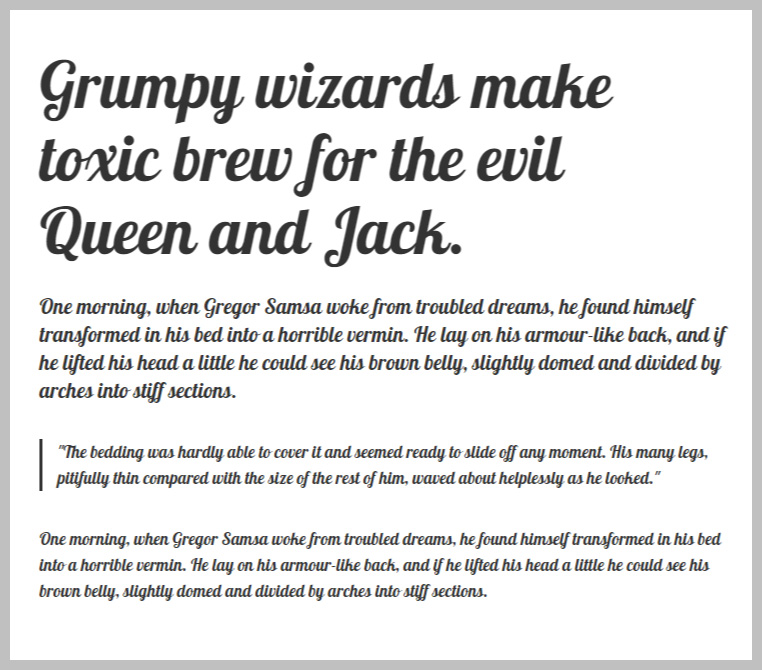 Grumpy wizards make
toxic brew for the evil
Queen and Jack.
One morning, when Gregor Samsa woke from troubled dreams, he found himself
transformed in his bed into a horrible vermin. He lay on his armour-like back, and if
he lifted his head a little he could see his brown belly, slightly domed and divided by
arches into stiff sections.
"The bedding was hardly able to cover it and seemed ready to slide off any moment. His many legs,
pitifully thin compared with the size of the rest of him, waved about helplessly as he looked."
One morning, when Gregor Samsa woke from troubled dreams, he found himself transformed in his bed
into a horrible vermin. He lay on his armour-like back, and if he lifted his head a little he could see his
brown belly, slightly domed and divided by arches into stiff sections.